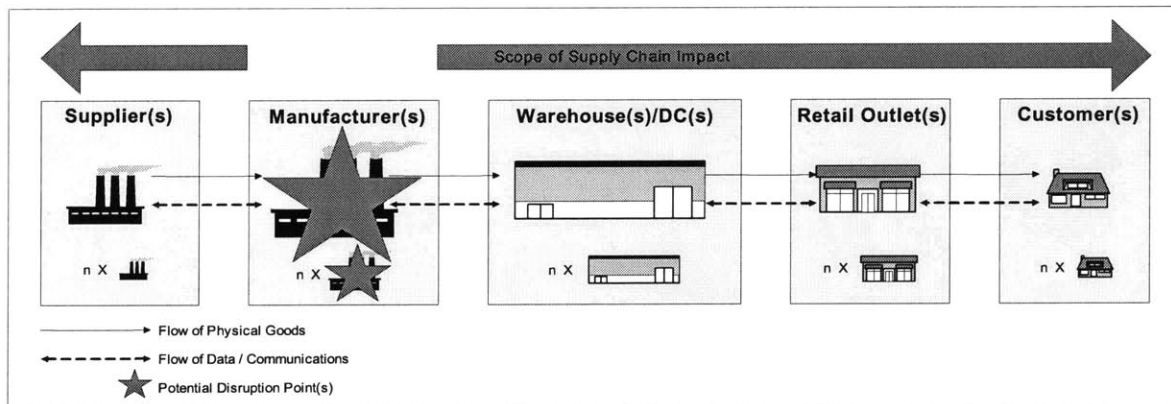 Scope of Supply Chain Impact
Supplier(s)
Manufacturer(s)
Warehouse(s)/DC(s)
Retail Outlet(s)
Customer(s)
n X
n X
n X
n X
n X
Flow of Physical Goods
Flow of Data / Communications
Potential Disruption Point(s)